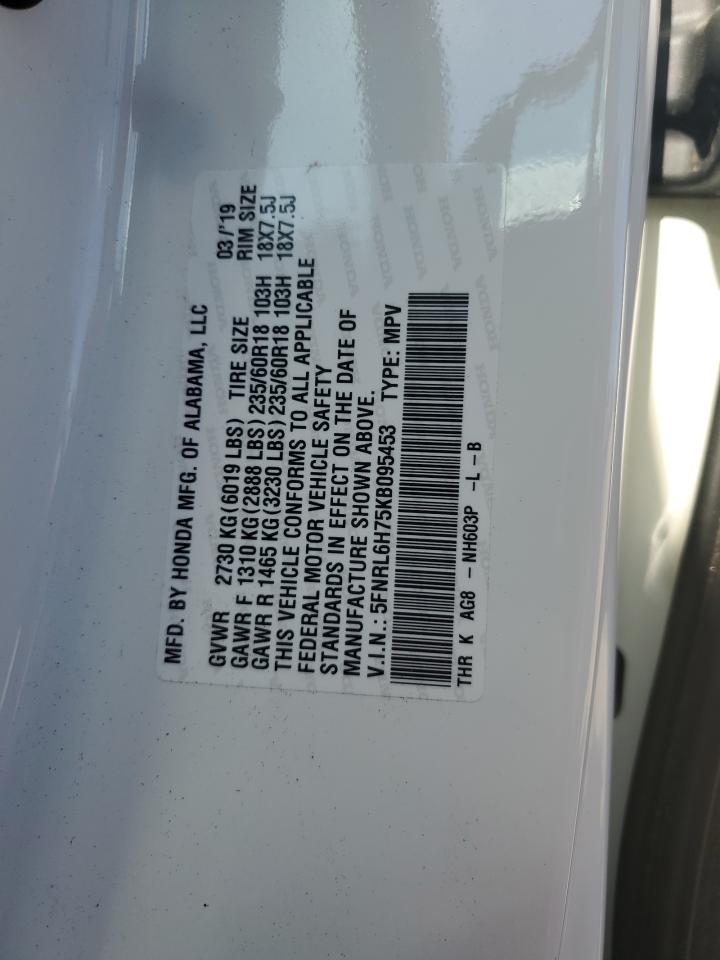 MFD. BY HONDA MFG. OF ALABAMA, LLC
03/'19
GVWR 2730 KG(6019 LBS) TIRE SIZE RIM SIZE
GAWR F 1310 KG(2888 LBS)235/60R18 103H 18X7.5J
GAWR R 1465 KG(3230 LBS)235/60R18 103H 18X7.5J
THIS VEHICLE CONFORMS TO ALL APPLICABLE
FEDERAL MOTOR VEHICLE SAFETY
STANDARDS IN EFFECT ON THE DATE OF
MANUFACTURE SHOWN ABOVE.
V.I.N.: 5FNRL6H75KB095453 TYPE: MPV
THR K AG8 - NH603P -L - B
HONDA HONDA HONDA